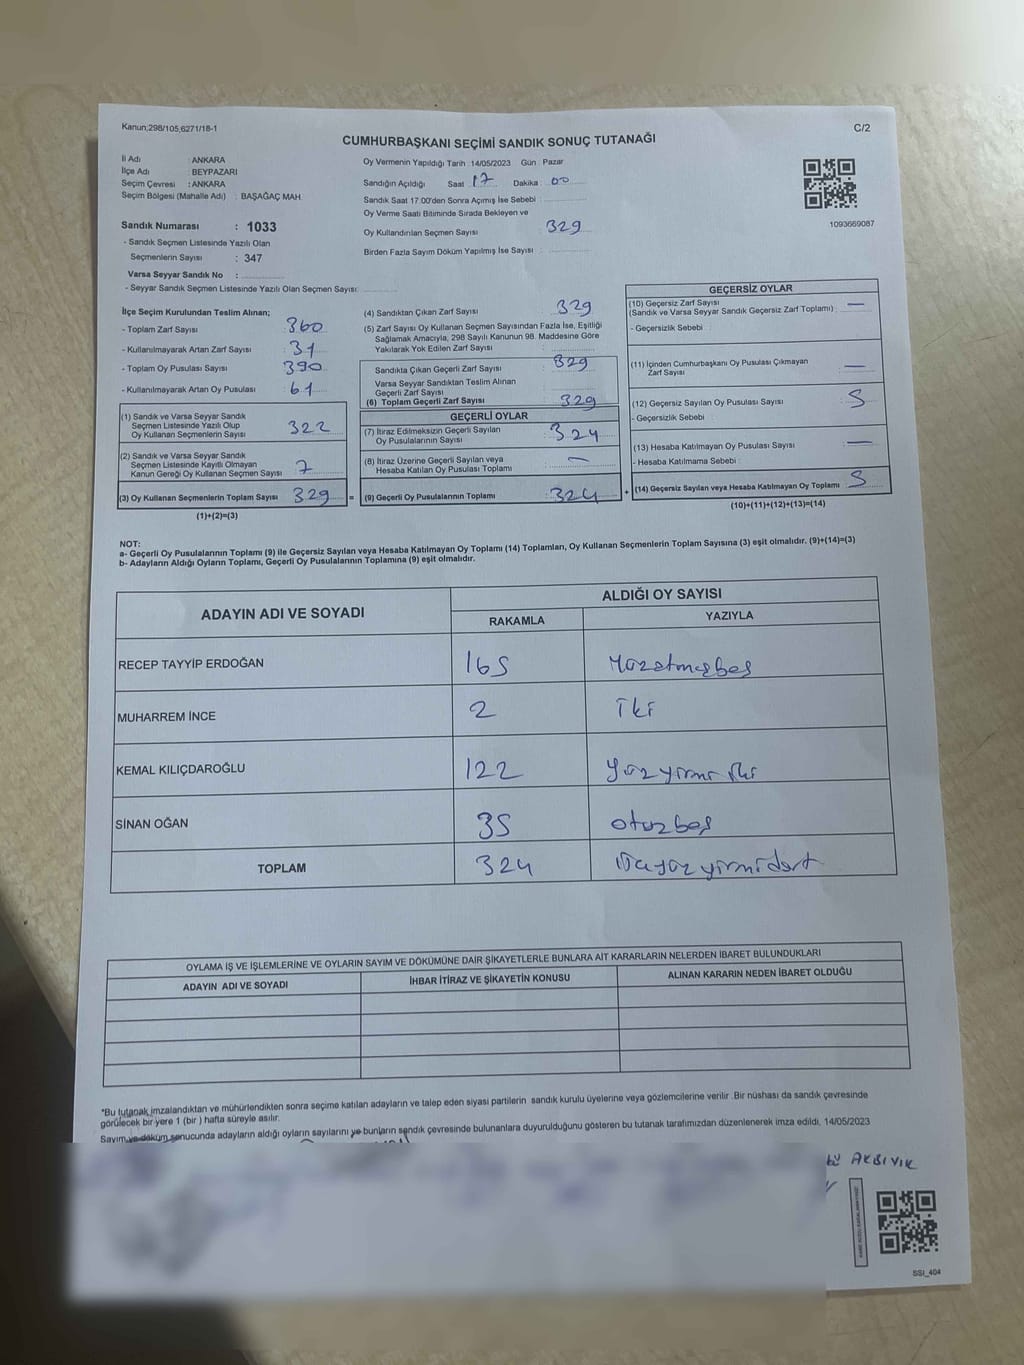 Kanun;298/105,6271/18-1
C/2
CUMHURBAŞKANI SEÇİMİ SANDIK SONUÇ TUTANAĞI
İl Adı : ANKARA
İlçe Adı : BEYPAZARI
Seçim Çevresi : ANKARA
Seçim Bölgesi (Mahalle Adı) : BAŞAĞAÇ MAH.
Sandık Numarası : 1033
- Sandık Seçmen Listesinde Yazılı Olan
Seçmenlerin Sayısı : 347
Varsa Seyyar Sandık No :
- Seyyar Sandık Seçmen Listesinde Yazılı Olan Seçmen Sayısı:
Oy Vermenin Yapıldığı Tarih : 14/05/2023 Gün : Pazar
Sandığın Açıldığı Saat 17 Dakika : 00
Sandık Saat 17.00'den Sonra Açımış İse Sebebi :
Oy Verme Saati Bitiminde Sırada Bekleyen ve
Oy Kullandırılan Seçmen Sayısı 329
Birden Fazla Sayım Döküm Yapılmış İse Sayısı :
1093669087
İlçe Seçim Kurulundan Teslim Alınan;
- Toplam Zarf Sayısı : 360
- Kullanılmayarak Artan Zarf Sayısı : 31
- Toplam Oy Pusulası Sayısı : 390
- Kullanılmayarak Artan Oy Pusulası : 61
(1) Sandık ve Varsa Seyyar Sandık
Seçmen Listesinde Yazılı Olup
Oy Kullanan Seçmenlerin Sayısı 322
(2) Sandık ve Varsa Seyyar Sandık
Seçmen Listesinde Kayıtlı Olmayan
Kanun Gereği Oy Kullanan Seçmen Sayısı : 7
(3) Oy Kullanan Seçmenlerin Toplam Sayısı : 329 =
(1)+(2)=(3)
(4) Sandıktan Çıkan Zarf Sayısı 329
(5) Zarf Sayısı Oy Kullanan Seçmen Sayısından Fazla İse, Eşitliği
Sağlamak Amacıyla, 298 Sayılı Kanunun 98. Maddesine Göre
Yakılarak Yok Edilen Zarf Sayısı
Sandıkta Çıkan Geçerli Zarf Sayısı 329
Varsa Seyyar Sandıktan Teslim Alınan
Geçerli Zarf Sayısı
(6) Toplam Geçerli Zarf Sayısı 329
GEÇERLİ OYLAR
(7) İtiraz Edilmeksizin Geçerli Sayılan
Oy Pusulalarının Sayısı : 324
(8) İtiraz Üzerine Geçerli Sayılan veya
Hesaba Katılan Oy Pusulası Toplamı : —
(9) Geçerli Oy Pusulalarının Toplamı : 324 +
GEÇERSİZ OYLAR
(10) Geçersiz Zarf Sayısı
(Sandık ve Varsa Seyyar Sandık Geçersiz Zarf Toplamı) : —
- Geçersizlik Sebebi :
(11) İçinden Cumhurbaşkanı Oy Pusulası Çıkmayan
Zarf Sayısı : —
(12) Geçersiz Sayılan Oy Pusulası Sayısı : 5
- Geçersizlik Sebebi :
(13) Hesaba Katılmayan Oy Pusulası Sayısı : —
- Hesaba Katılmama Sebebi :
(14) Geçersiz Sayılan veya Hesaba Katılmayan Oy Toplamı : 5
(10)+(11)+(12)+(13)=(14)
NOT:
a- Geçerli Oy Pusulalarının Toplamı (9) ile Geçersiz Sayılan veya Hesaba Katılmayan Oy Toplamı (14) Toplamları, Oy Kullanan Seçmenlerin Toplam Sayısına (3) eşit olmalıdır. (9)+(14)=(3)
b- Adayların Aldığı Oyların Toplamı, Geçerli Oy Pusulalarının Toplamına (9) eşit olmalıdır.
ADAYIN ADI VE SOYADI ALDIĞI OY SAYISI
RAKAMLA YAZIYLA
RECEP TAYYİP ERDOĞAN 165 Yüzatmışbeş
MUHARREM İNCE 2 İki
KEMAL KILIÇDAROĞLU 122 Yüzyirmi iki
SİNAN OĞAN 35 otuzbeş
TOPLAM 324 Üçyüzyirmidört
OYLAMA İŞ VE İŞLEMLERİNE VE OYLARIN SAYIM VE DÖKÜMÜNE DAİR ŞİKAYETLERLE BUNLARA AİT KARARLARIN NELERDEN İBARET BULUNDUKLARI
ADAYIN ADI VE SOYADI İHBAR İTİRAZ VE ŞİKAYETİN KONUSU ALINAN KARARIN NEDEN İBARET OLDUĞU
*Bu tutanak imzalandıktan ve mühürlendikten sonra seçime katılan adayların ve talep eden siyasi partilerin sandık kurulu üyelerine veya gözlemcilerine verilir .Bir nüshası da sandık çevresinde
görülecek bir yere 1 (bir ) hafta süreyle asılır.
Sayım ve döküm sonucunda adayların aldığı oyların sayılarını ve bunların sandık çevresinde bulunanlara duyurulduğunu gösteren bu tutanak tarafımızdan düzenlenerek imza edildi. 14/05/2023
AKBIYIK
SSI_404